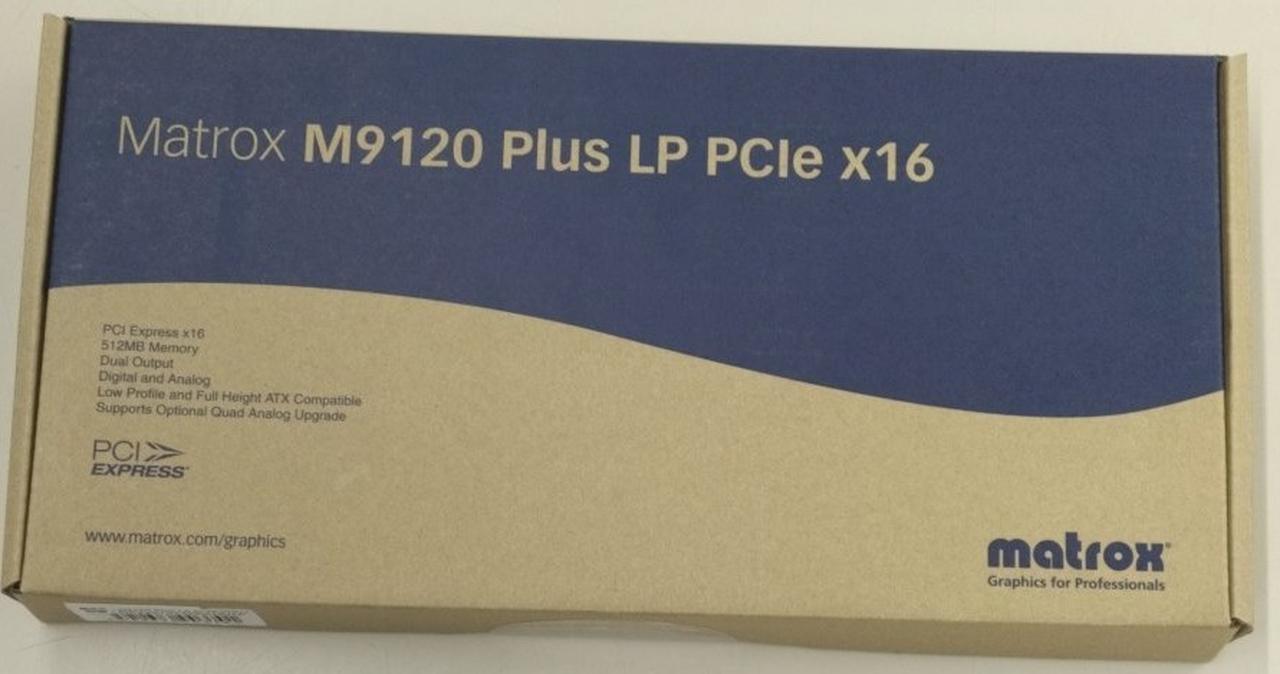 Matrox M9120 Plus LP PCIe x16
PCI Express x16
512MB Memory
Dual Output
Digital and Analog
Low Profile and Full Height ATX Compatible
Supports Optional Quad Analog Upgrade
PCI
EXPRESS
www.matrox.com/graphics
matrox
Graphics for Professionals